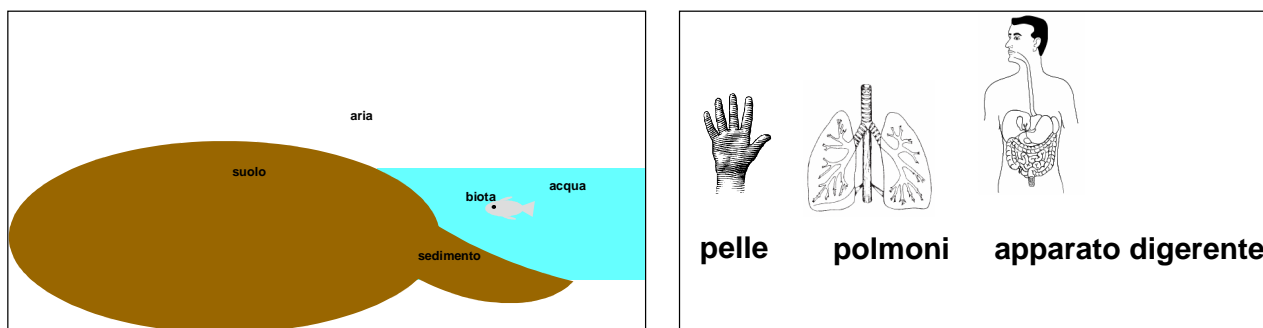 aria
suolo
acqua
biota
sedimento
pelle polmoni apparato digerente